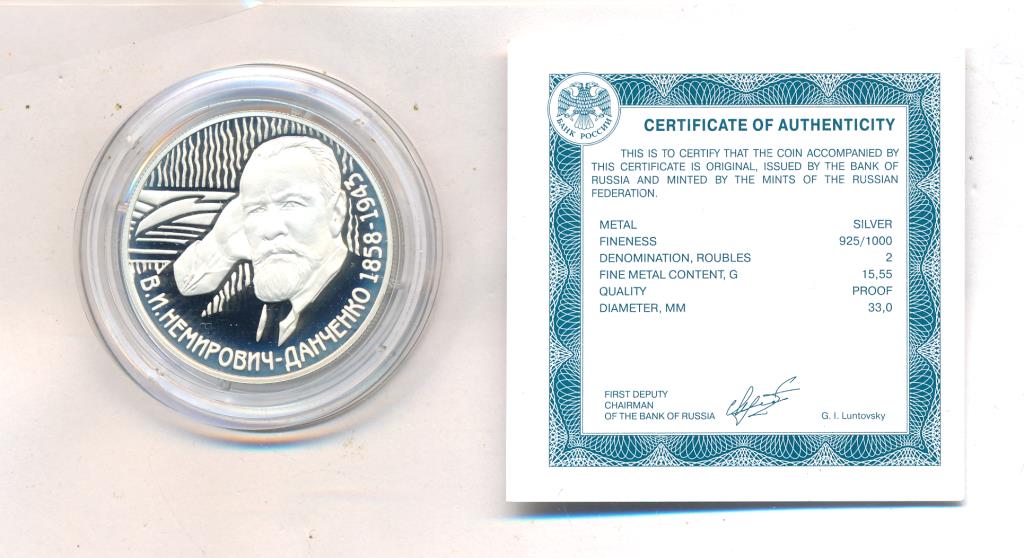 В.И.НЕМИРОВИЧ-ДАНЧЕНКО 1858-1943
БАНК РОССИИ
CERTIFICATE OF AUTHENTICITY
THIS IS TO CERTIFY THAT THE COIN ACCOMPANIED BY
THIS CERTIFICATE IS ORIGINAL, ISSUED BY THE BANK OF
RUSSIA AND MINTED BY THE MINTS OF THE RUSSIAN
FEDERATION.
METAL SILVER
FINENESS 925/1000
DENOMINATION, ROUBLES 2
FINE METAL CONTENT, G 15,55
QUALITY PROOF
DIAMETER, MM 33,0
FIRST DEPUTY
CHAIRMAN
OF THE BANK OF RUSSIA G. I. Luntovsky